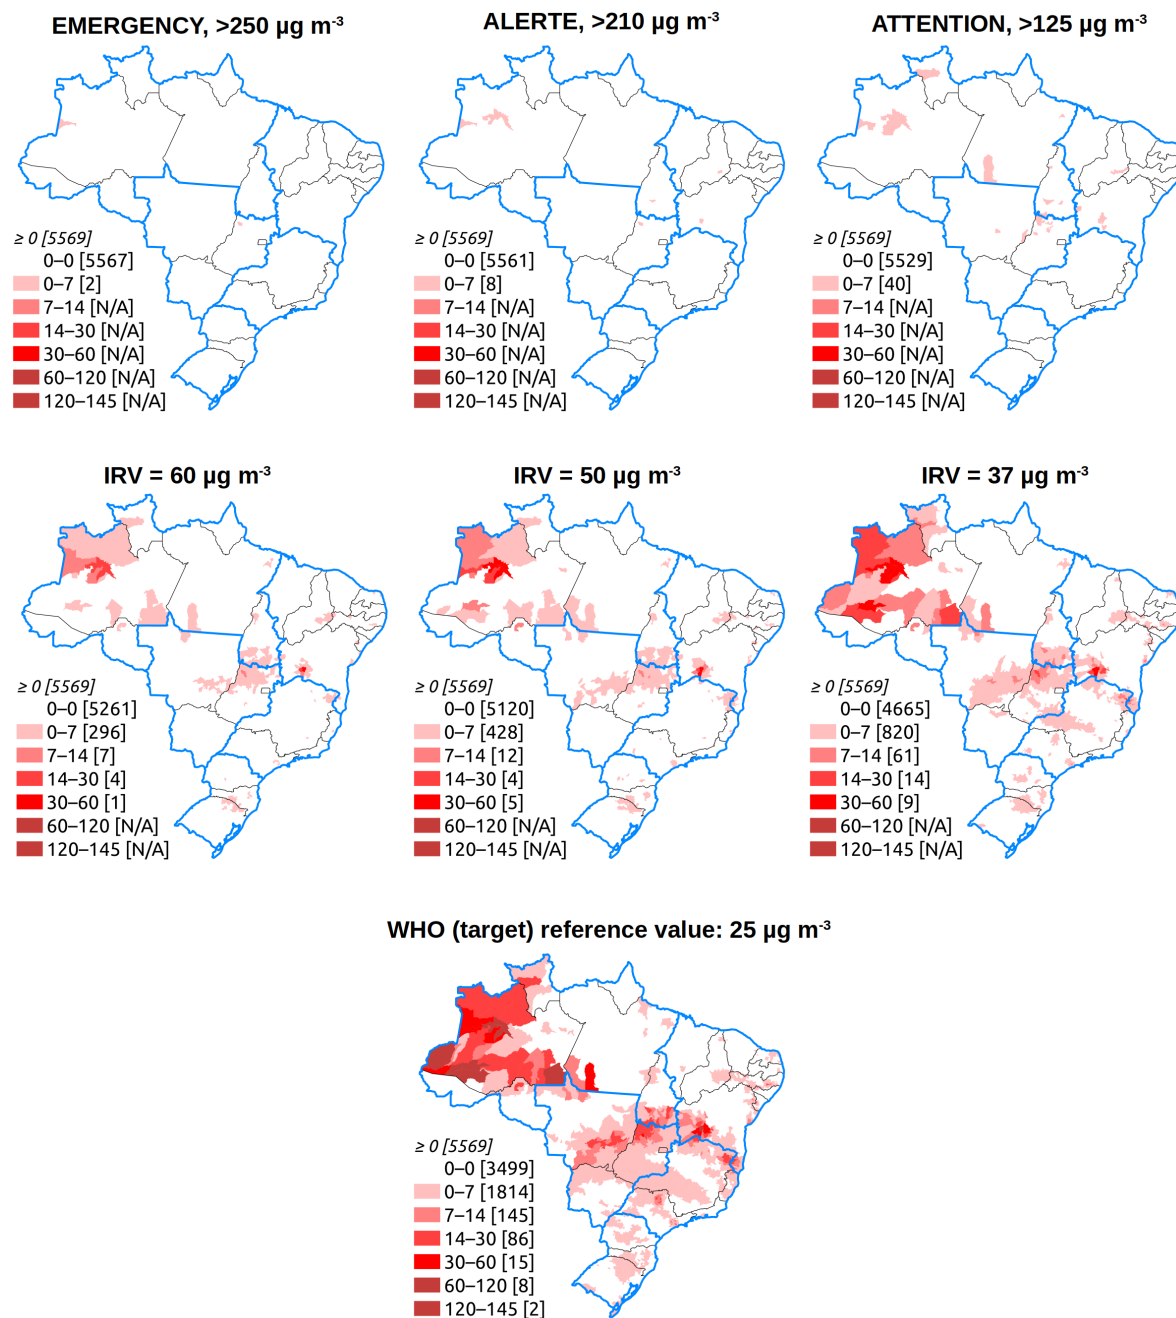 EMERGENCY, >250 µg m-3
≥ 0 [5569]
0–0 [5567]
0–7 [2]
7–14 [N/A]
14–30 [N/A]
30–60 [N/A]
60–120 [N/A]
120–145 [N/A]
ALERTE, >210 µg m-3
≥ 0 [5569]
0–0 [5561]
0–7 [8]
7–14 [N/A]
14–30 [N/A]
30–60 [N/A]
60–120 [N/A]
120–145 [N/A]
ATTENTION, >125 µg m-3
≥ 0 [5569]
0–0 [5529]
0–7 [40]
7–14 [N/A]
14–30 [N/A]
30–60 [N/A]
60–120 [N/A]
120–145 [N/A]
IRV = 60 µg m-3
≥ 0 [5569]
0–0 [5261]
0–7 [296]
7–14 [7]
14–30 [4]
30–60 [1]
60–120 [N/A]
120–145 [N/A]
IRV = 50 µg m-3
≥ 0 [5569]
0–0 [5120]
0–7 [428]
7–14 [12]
14–30 [4]
30–60 [5]
60–120 [N/A]
120–145 [N/A]
IRV = 37 µg m-3
≥ 0 [5569]
0–0 [4665]
0–7 [820]
7–14 [61]
14–30 [14]
30–60 [9]
60–120 [N/A]
120–145 [N/A]
WHO (target) reference value: 25 µg m-3
≥ 0 [5569]
0–0 [3499]
0–7 [1814]
7–14 [145]
14–30 [86]
30–60 [15]
60–120 [8]
120–145 [2]